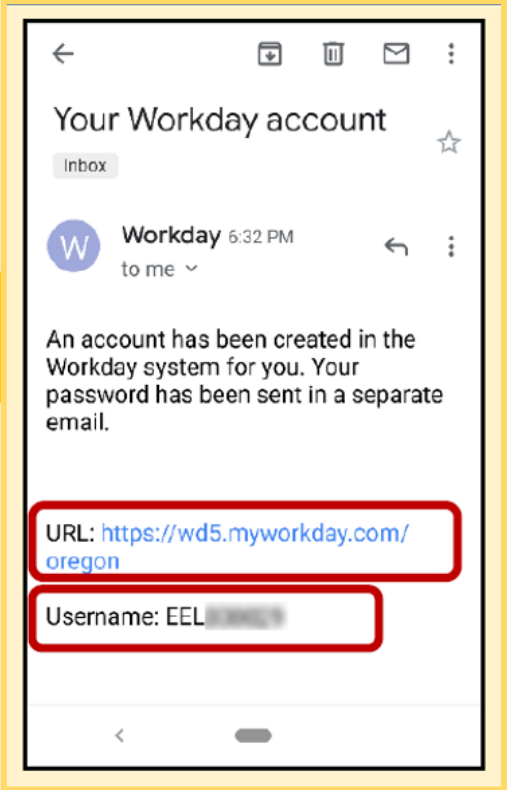 Your Workday account
Inbox
W
Workday 6:32 PM
to me
An account has been created in the
Workday system for you. Your
password has been sent in a separate
email.
URL: https://wd5.myworkday.com/
oregon
Username: EEL